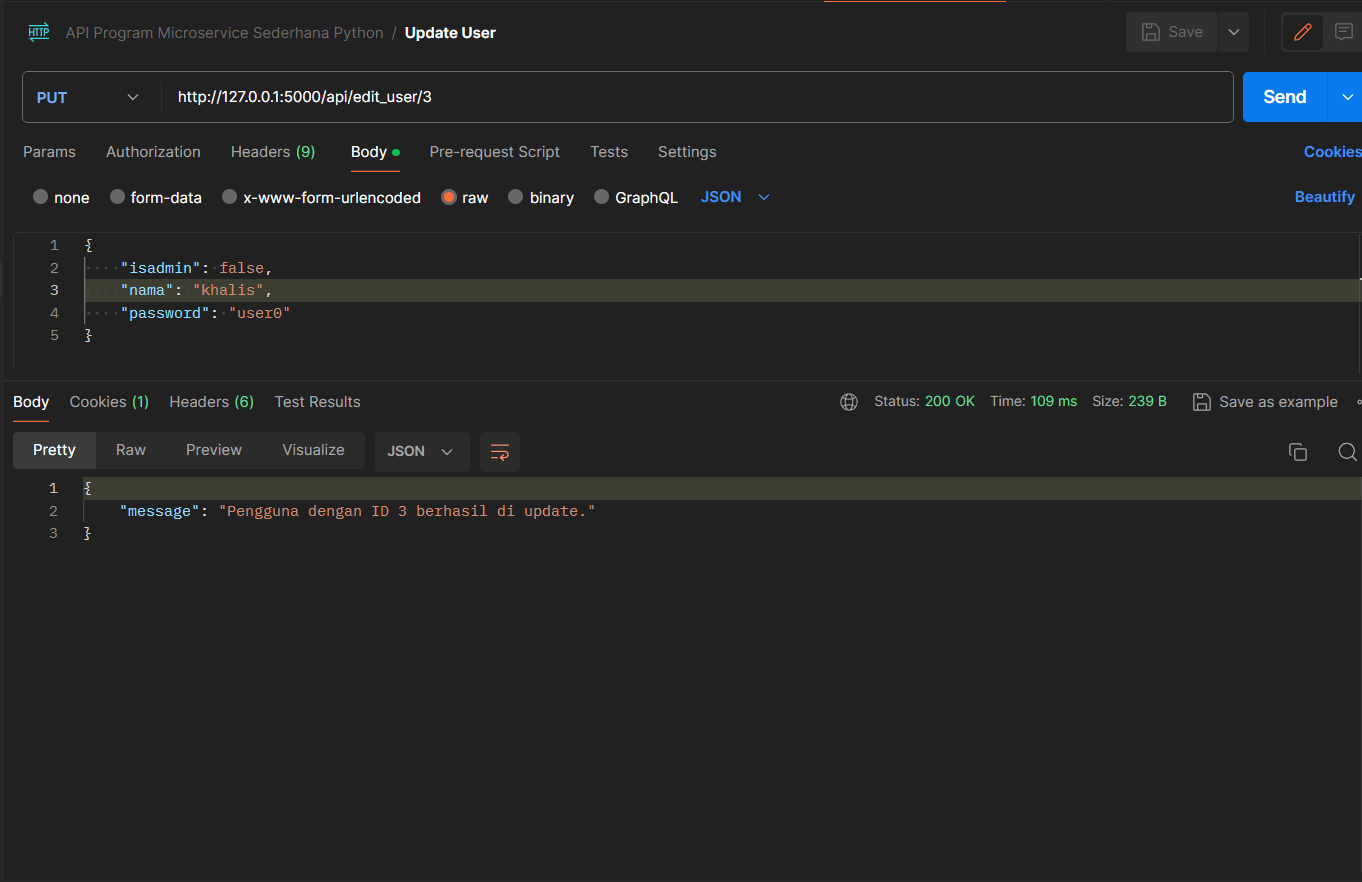 HTTP API Program Microservice Sederhana Python / Update User Save
PUT http://127.0.0.1:5000/api/edit_user/3 Send
Params Authorization Headers (9) Body Pre-request Script Tests Settings Cookies
none form-data x-www-form-urlencoded raw binary GraphQL JSON Beautify
1 {
2 "isadmin": false,
3 "nama": "khalis",
4 "password": "user0"
5 }
Body Cookies (1) Headers (6) Test Results Status: 200 OK Time: 109 ms Size: 239 B Save as example
Pretty Raw Preview Visualize JSON
1 {
2 "message": "Pengguna dengan ID 3 berhasil di update."
3 }